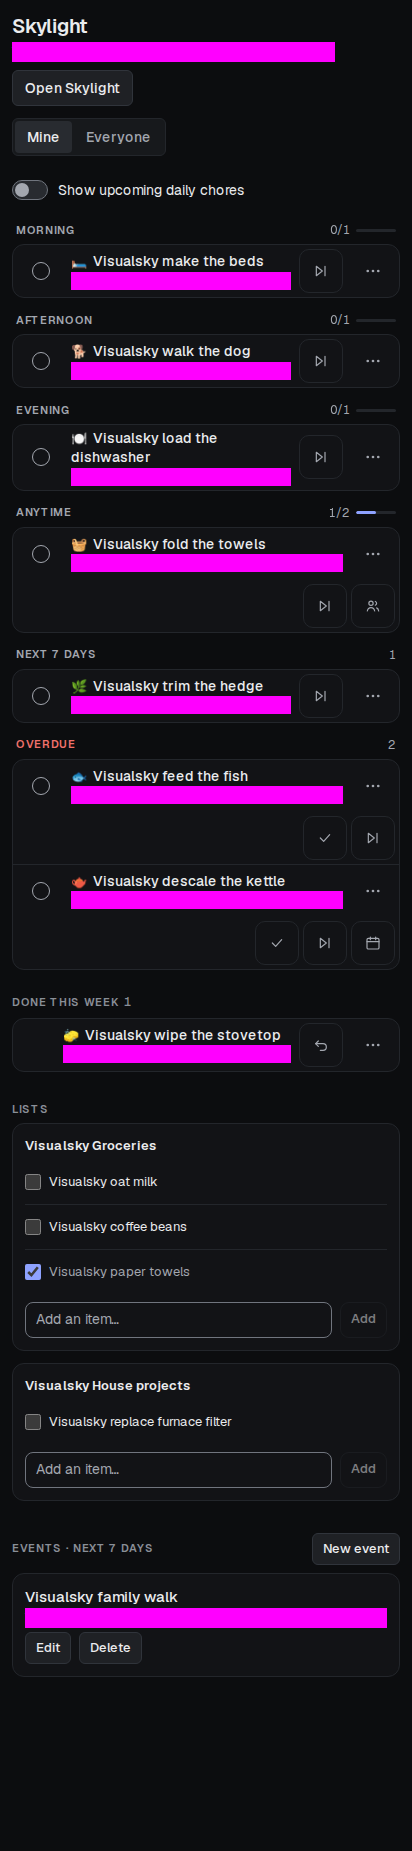 Skylight
Open Skylight
Mine Everyone
Show upcoming daily chores
MORNING 0/1
Visualsky make the beds
AFTERNOON 0/1
Visualsky walk the dog
EVENING 0/1
Visualsky load the
dishwasher
ANYTIME 1/2
Visualsky fold the towels
NEXT 7 DAYS 1
Visualsky trim the hedge
OVERDUE 2
Visualsky feed the fish
Visualsky descale the kettle
DONE THIS WEEK 1
Visualsky wipe the stovetop
LISTS
Visualsky Groceries
Visualsky oat milk
Visualsky coffee beans
Visualsky paper towels
Add an item… Add
Visualsky House projects
Visualsky replace furnace filter
Add an item… Add
EVENTS · NEXT 7 DAYS New event
Visualsky family walk
Edit Delete